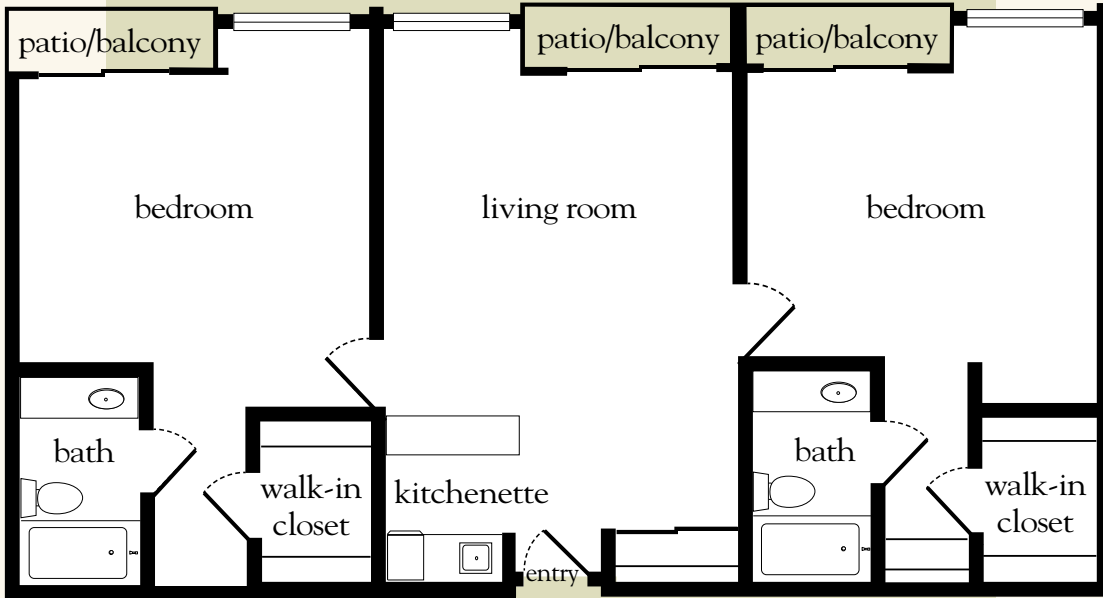 patio/balcony
patio/balcony
patio/balcony
bedroom
living room
bedroom
bath
walk-in
closet
kitchenette
entry
bath
walk-in
closet